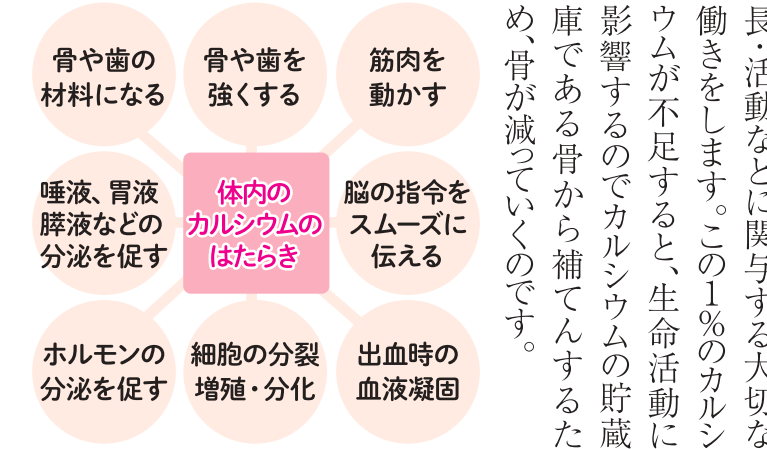 長・活動などに関与する大切な
働きをします。この1%のカルシ
ウムが不足すると、生命活動に
影響するのでカルシウムの貯蔵
庫である骨から補てんするた
め、骨が減っていくのです。
骨や歯の
材料になる
骨や歯を
強くする
筋肉を
動かす
唾液、胃液
膵液などの
分泌を促す
体内の
カルシウムの
はたらき
脳の指令を
スムーズに
伝える
ホルモンの
分泌を促す
細胞の分裂
増殖・分化
出血時の
血液凝固